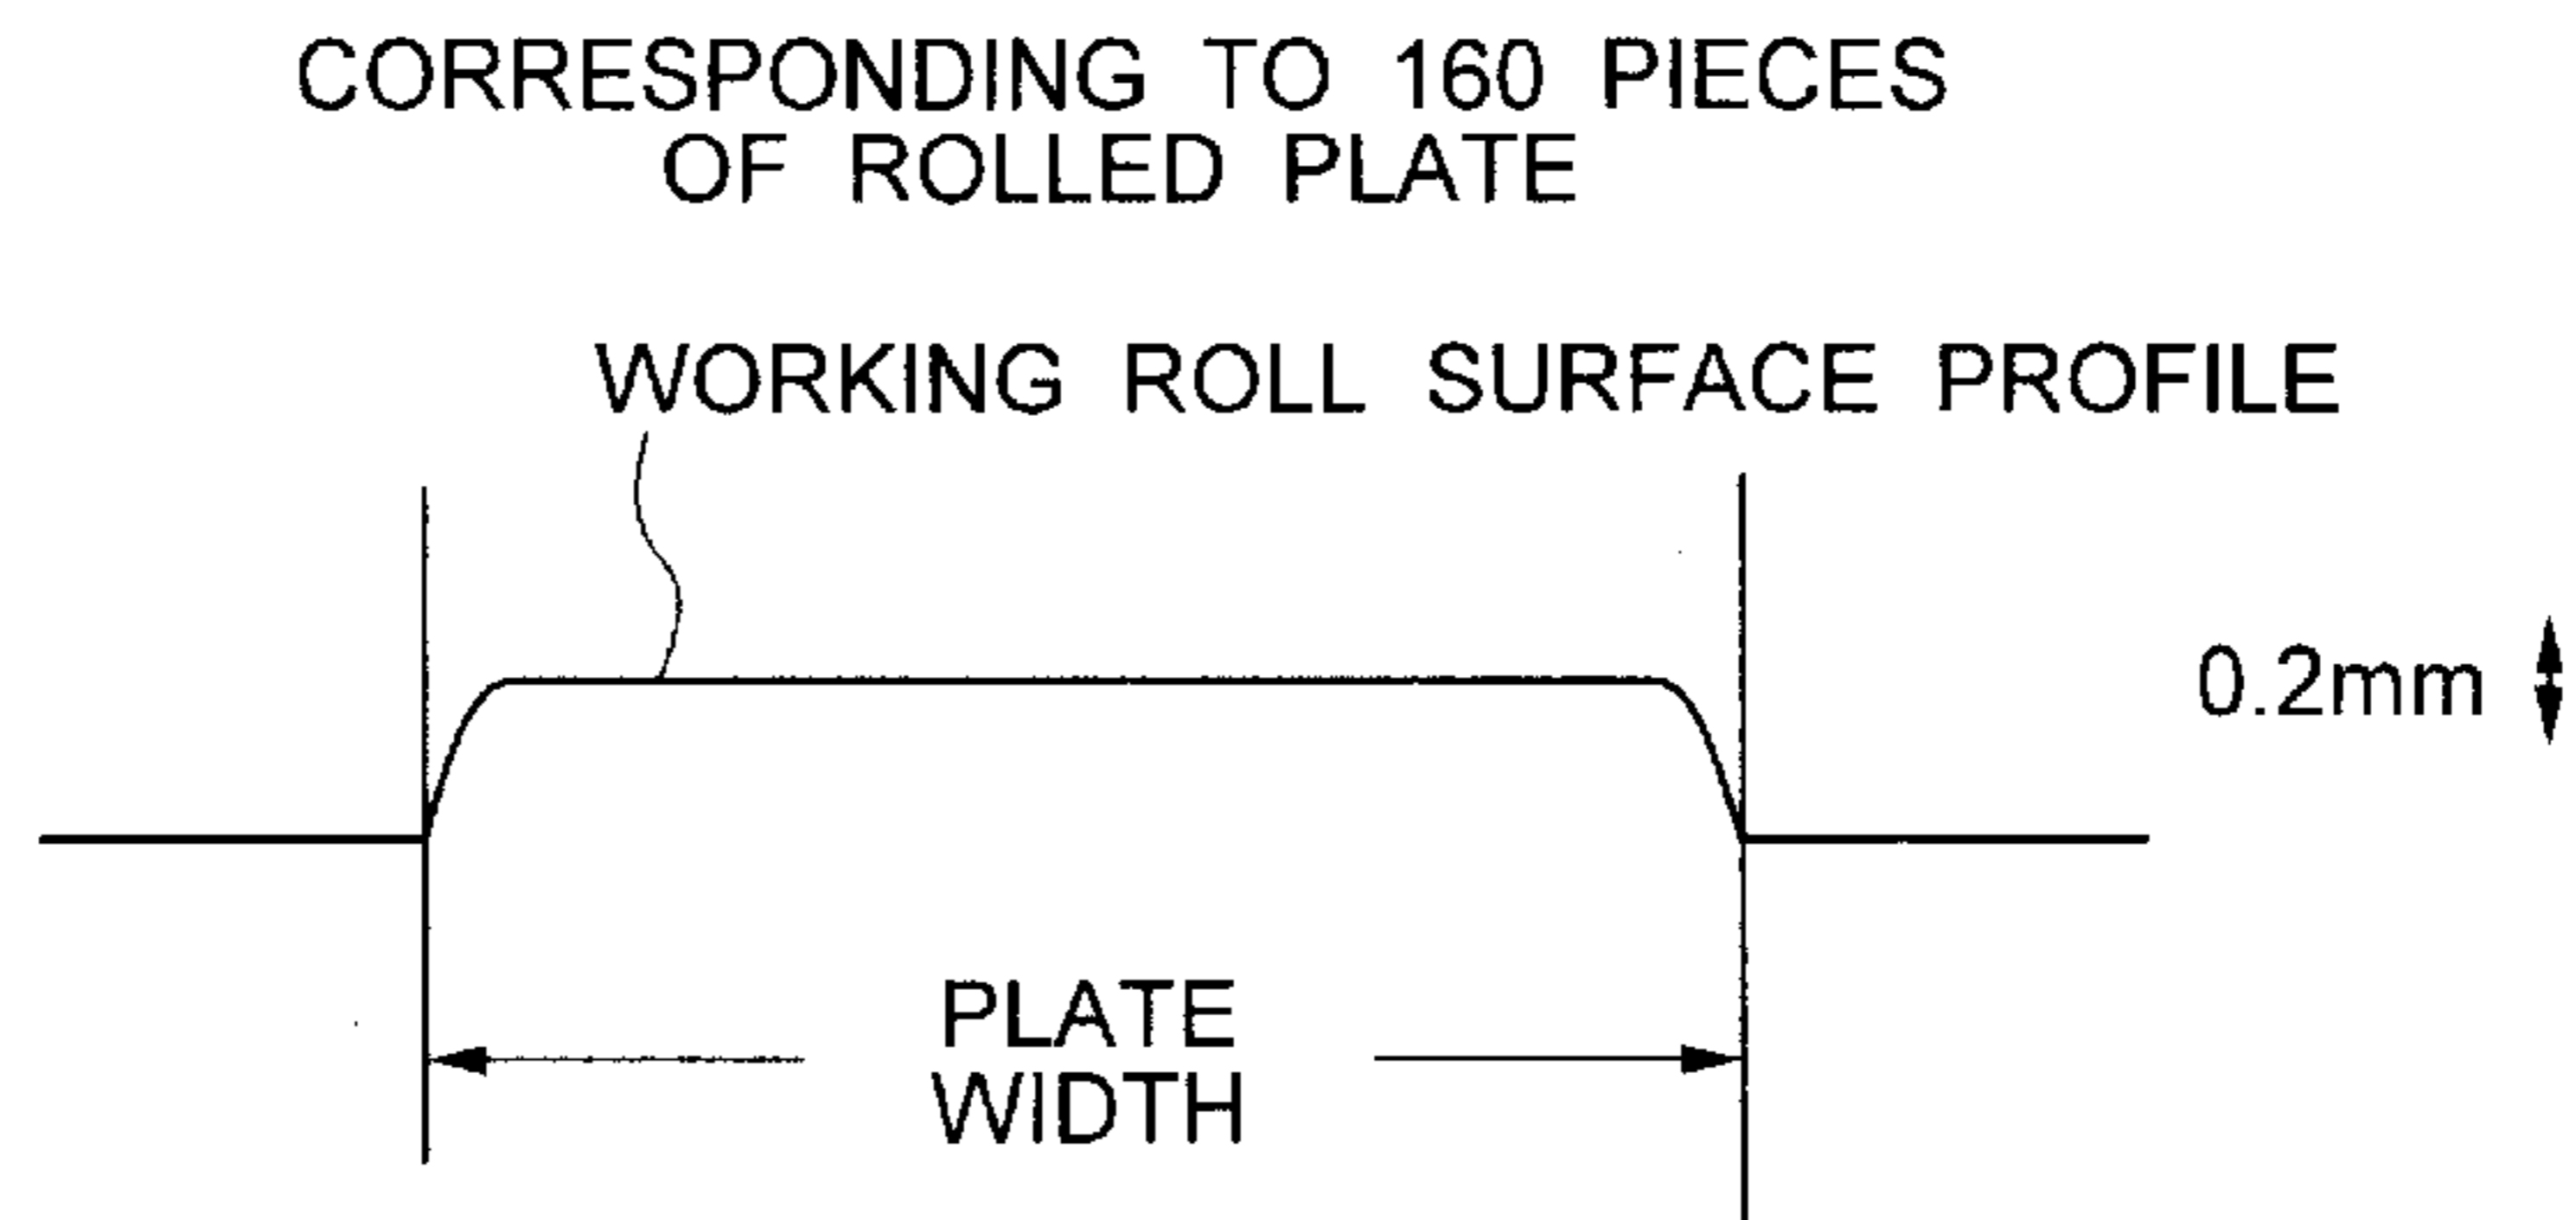 CORRESPONDING TO 160 PIECES
OF ROLLED PLATE
WORKING ROLL SURFACE PROFILE
0.2mm
PLATE
WIDTH